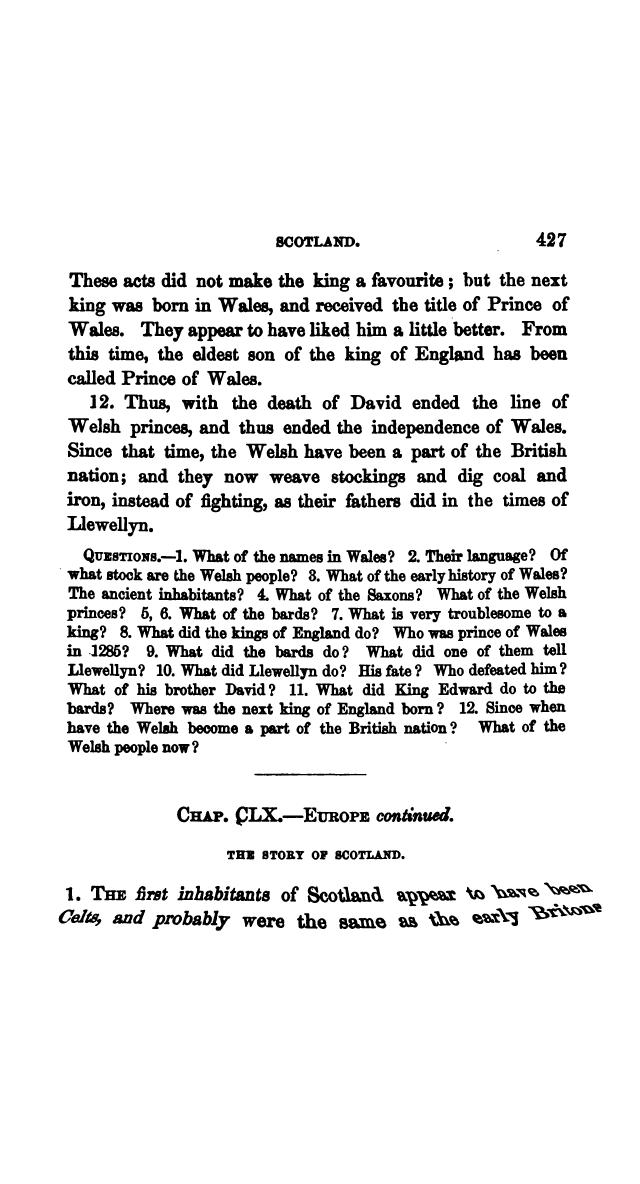 SCOTLAND. 427
These acts did not make the king a favourite; but the next
king was born in Wales, and received the title of Prince of
Wales. They appear to have liked him a little better. From
this time, the eldest son of the king of England has been
called Prince of Wales.
12. Thus, with the death of David ended the line of
Welsh princes, and thus ended the independence of Wales.
Since that time, the Welsh have been a part of the British
nation; and they now weave stockings and dig coal and
iron, instead of fighting, as their fathers did in the times of
Llewellyn.
QUESTIONS.—1. What of the names in Wales? 2. Their language? Of
what stock are the Welsh people? 3. What of the early history of Wales?
The ancient inhabitants? 4. What of the Saxons? What of the Welsh
princes? 5, 6. What of the bards? 7. What is very troublesome to a
king? 8. What did the kings of England do? Who was prince of Wales
in 1285? 9. What did the bards do? What did one of them tell
Llewellyn? 10. What did Llewellyn do? His fate? Who defeated him?
What of his brother David? 11. What did King Edward do to the
bards? Where was the next king of England born? 12. Since when
have the Welsh become a part of the British nation? What of the
Welsh people now?
CHAP. CLX.—EUROPE continued.
THE STORY OF SCOTLAND.
1. THE first inhabitants of Scotland appear to have been
Celts, and probably were the same as the early Britons